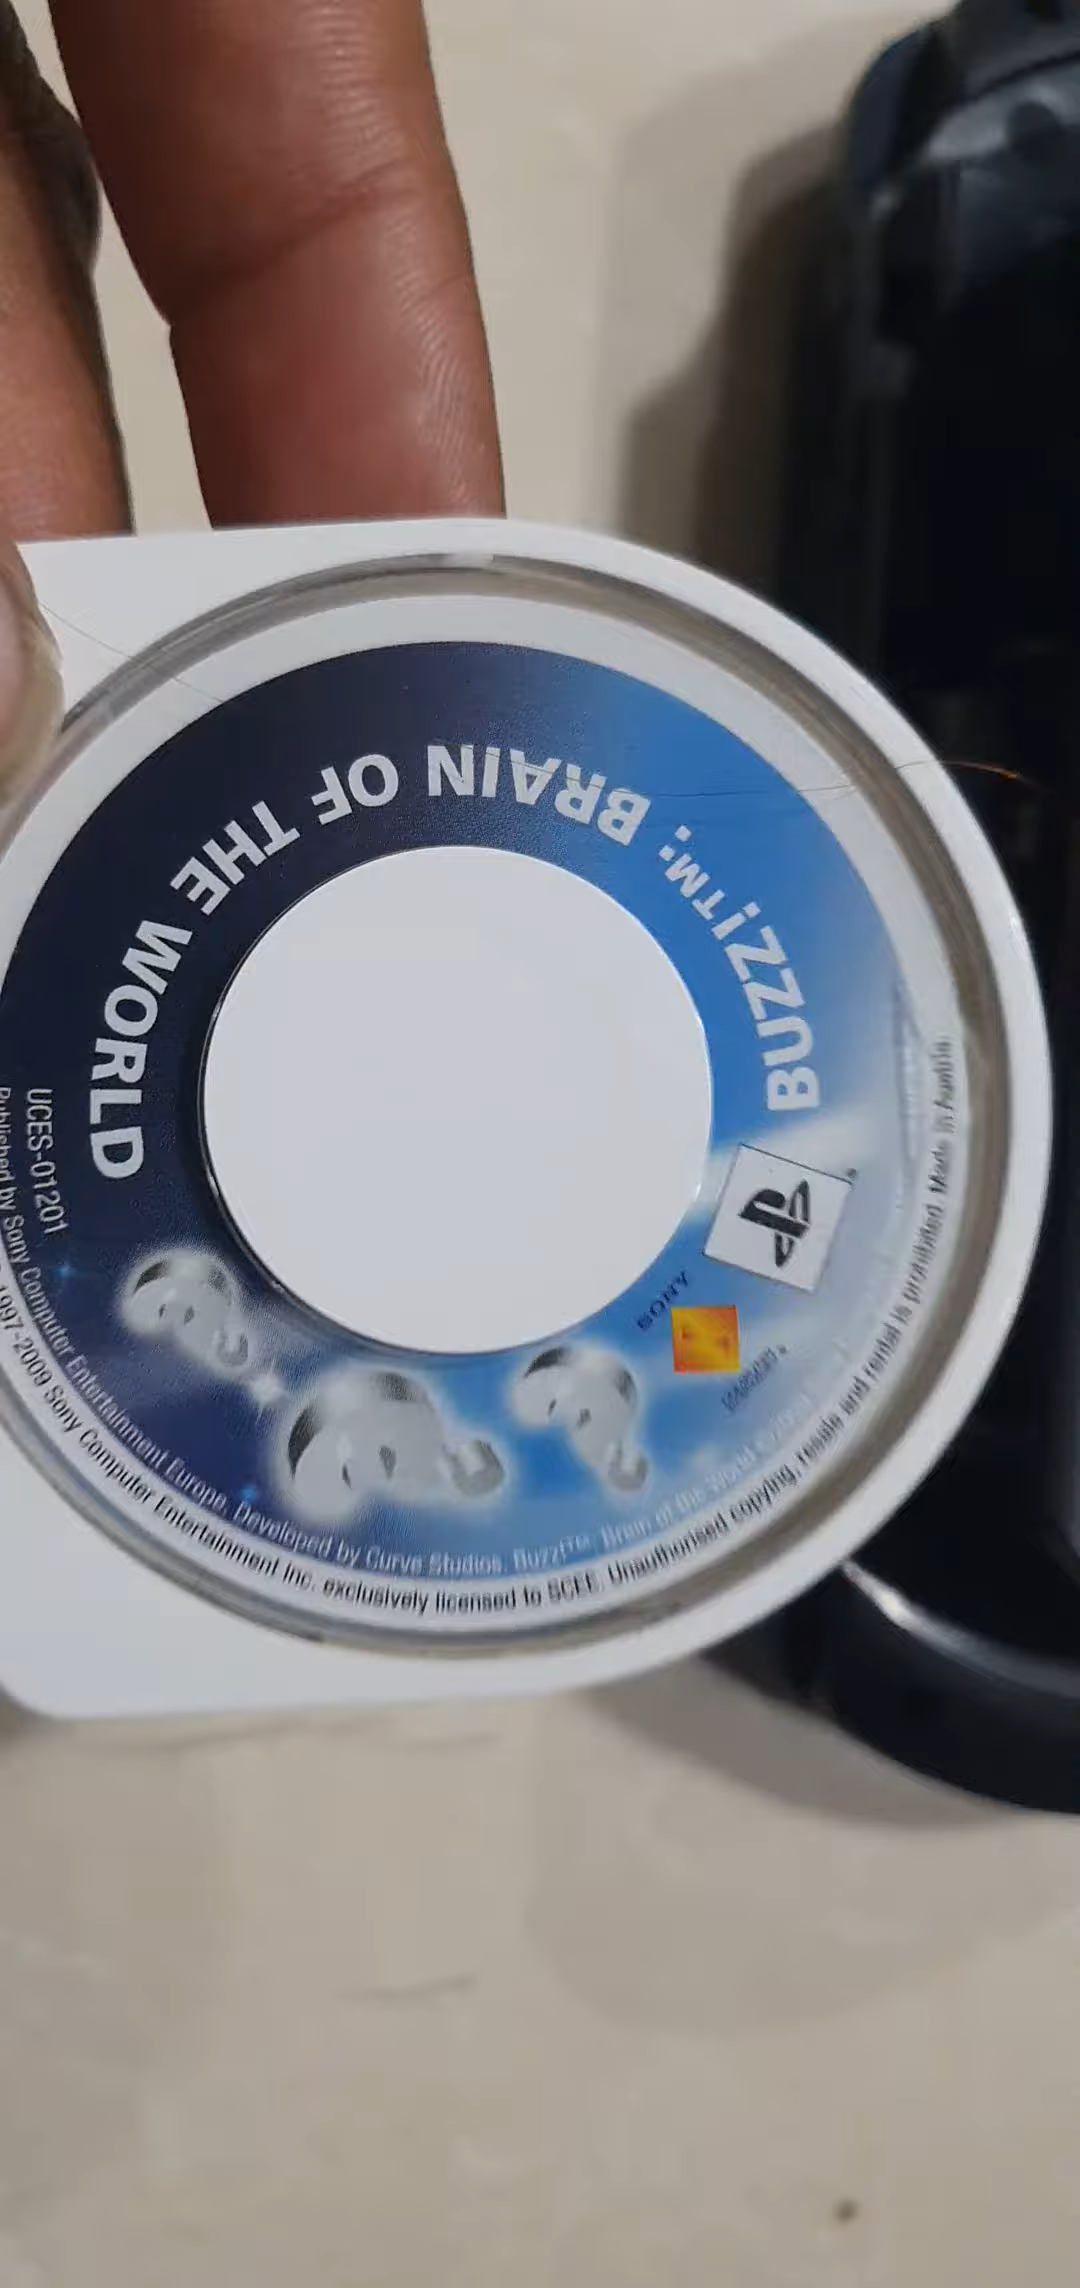 BUZZ!™: BRAIN OF THE WORLD
SONY
UCES-01201
Published by Sony Computer Entertainment Europe. Developed by Curve Studios. Buzz!™: Brain of the World
1997-2009 Sony Computer Entertainment Inc. exclusively licensed to SCEE. Unauthorised copying, resale and rental is prohibited. Made in Austria.